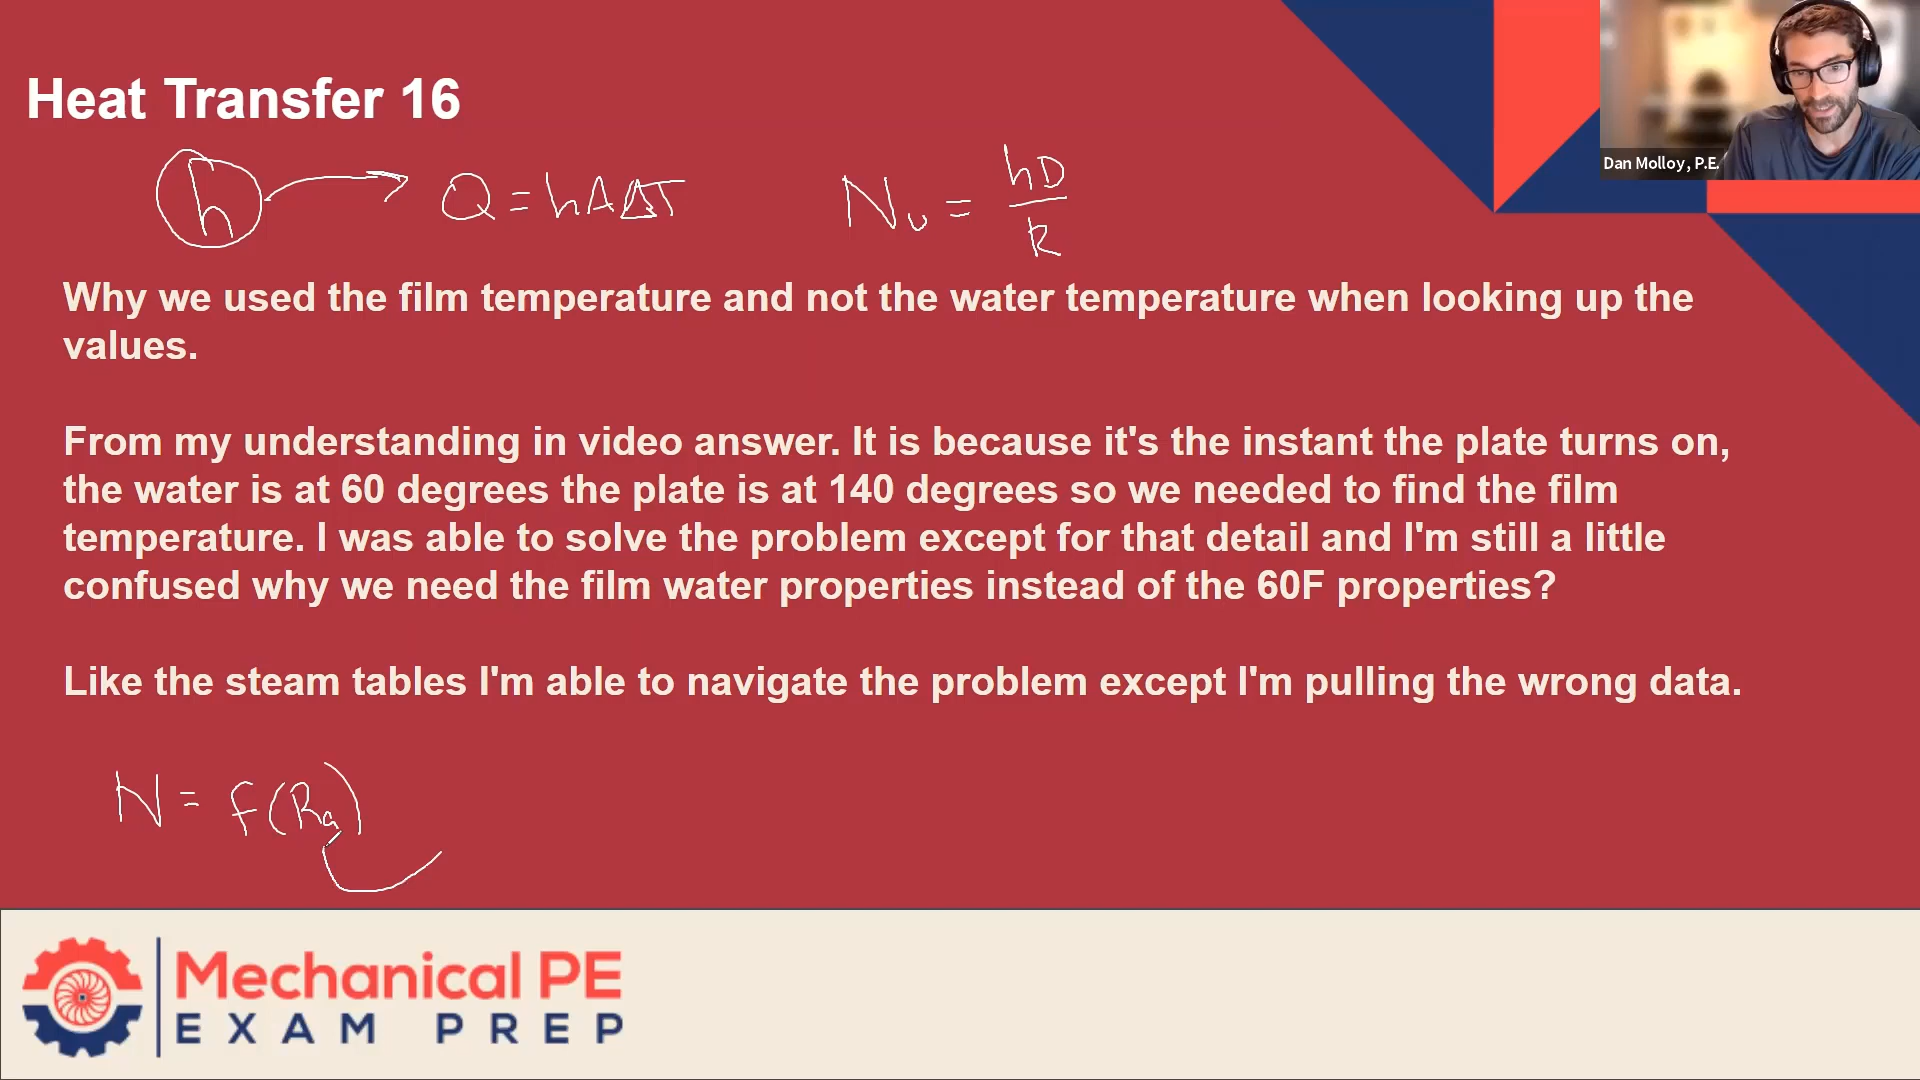 Dan Molloy, P.E.
Heat Transfer 16
h Q = hAΔT Nu = hD/k
Why we used the film temperature and not the water temperature when looking up the
values.
From my understanding in video answer. It is because it's the instant the plate turns on,
the water is at 60 degrees the plate is at 140 degrees so we needed to find the film
temperature. I was able to solve the problem except for that detail and I'm still a little
confused why we need the film water properties instead of the 60F properties?
Like the steam tables I'm able to navigate the problem except I'm pulling the wrong data.
N = f(Ra)
Mechanical PE
EXAM PREP